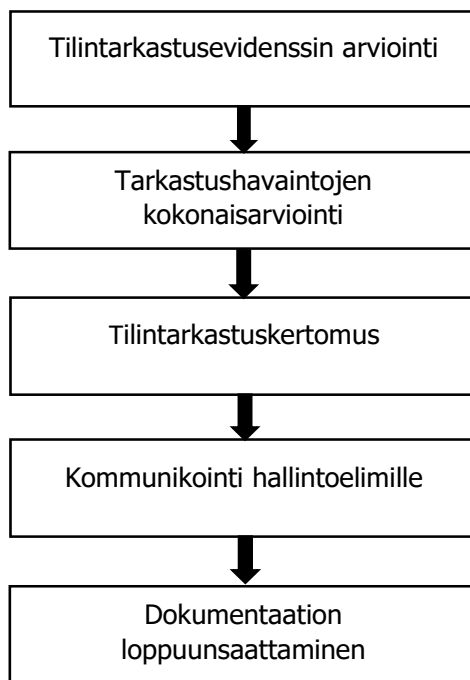 Tilintarkastusevidenssin arviointi
Tarkastushavaintojen
kokonaisarviointi
Tilintarkastuskertomus
Kommunikointi hallintoelimille
Dokumentaation
loppuunsaattaminen